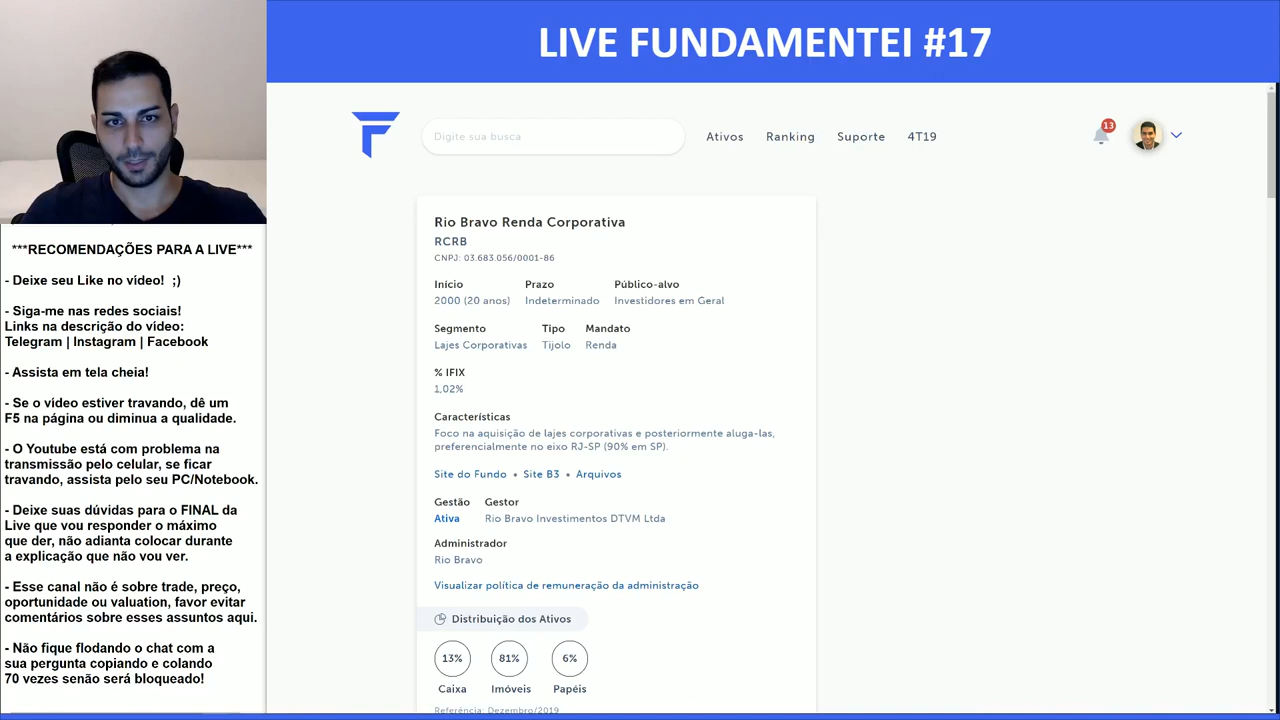 LIVE FUNDAMENTEI #17
Digite sua busca
Ativos
Ranking
Suporte
4T19
13
***RECOMENDAÇÕES PARA A LIVE***
- Deixe seu Like no vídeo!  ;)
- Siga-me nas redes sociais!
Links na descrição do vídeo:
Telegram | Instagram | Facebook
- Assista em tela cheia!
- Se o vídeo estiver travando, dê um
F5 na página ou diminua a qualidade.
- O Youtube está com problema na
transmissão pelo celular, se ficar
travando, assista pelo seu PC/Notebook.
- Deixe suas dúvidas para o FINAL da
Live que vou responder o máximo
que der, não adianta colocar durante
a explicação que não vou ver.
- Esse canal não é sobre trade, preço,
oportunidade ou valuation, favor evitar
comentários sobre esses assuntos aqui.
- Não fique flodando o chat com a
sua pergunta copiando e colando
70 vezes senão será bloqueado!
Rio Bravo Renda Corporativa
RCRB
CNPJ: 03.683.056/0001-86
Início Prazo Público-alvo
2000 (20 anos) Indeterminado Investidores em Geral
Segmento Tipo Mandato
Lajes Corporativas Tijolo Renda
% IFIX
1,02%
Características
Foco na aquisição de lajes corporativas e posteriormente aluga-las,
preferencialmente no eixo RJ-SP (90% em SP).
Site do Fundo • Site B3 • Arquivos
Gestão Gestor
Ativa Rio Bravo Investimentos DTVM Ltda
Administrador
Rio Bravo
Visualizar política de remuneração da administração
Distribuição dos Ativos
13% 81% 6%
Caixa Imóveis Papéis
Referência: Dezembro/2019